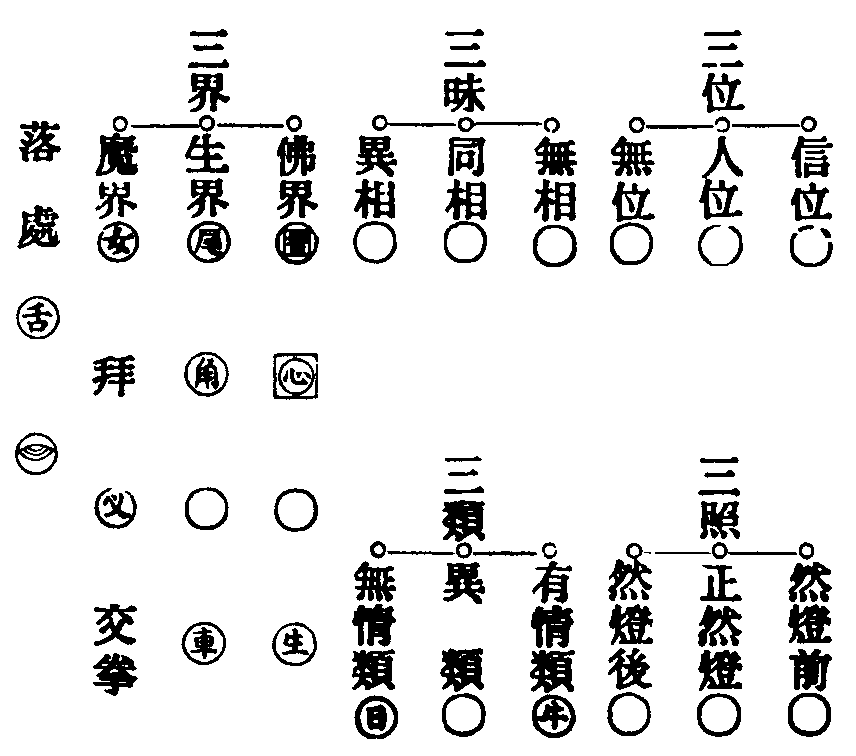 三位
信位
人位
無位
三昧
無相
同相
異相
三界
佛界
生界 尾
魔界 女
三照
然燈前
正然燈
然燈後
三類
有情類 牛
異類
無情類 日
心
生
角
車
拜
交拳
落處 舌